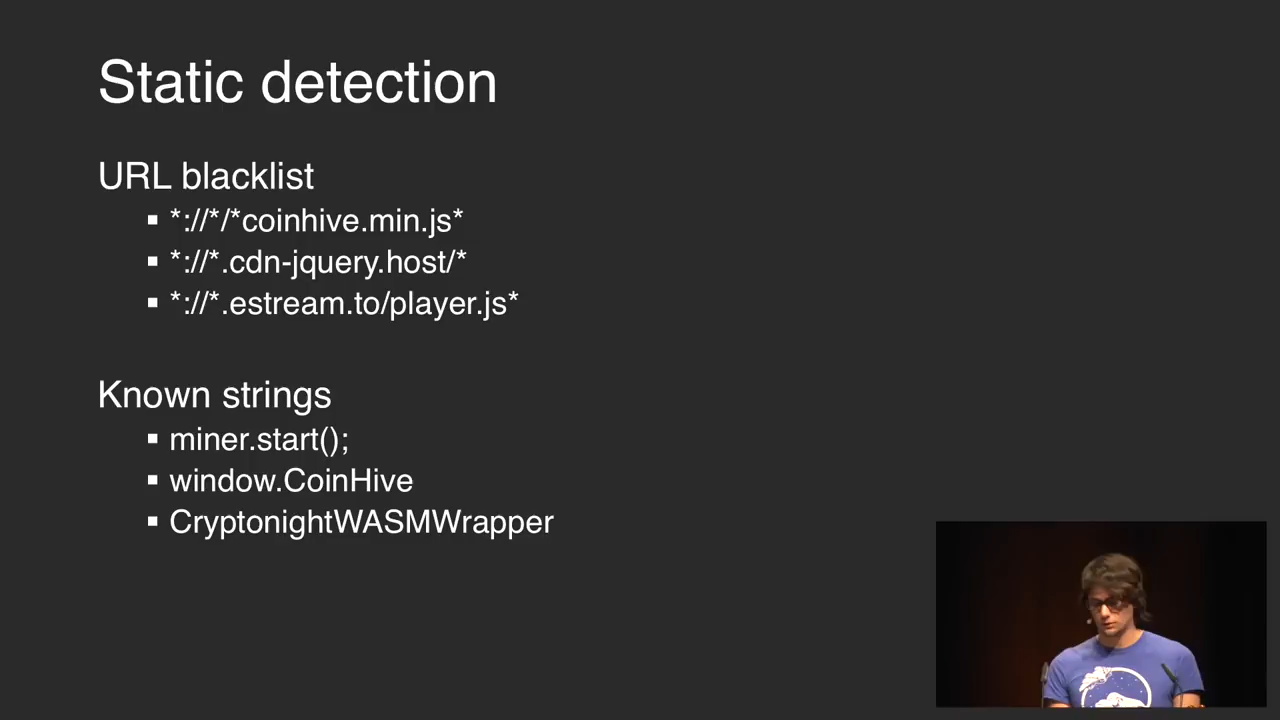 Static detection
URL blacklist
▪ *://*/*coinhive.min.js*
▪ *://*.cdn-jquery.host/*
▪ *://*.estream.to/player.js*
Known strings
▪ miner.start();
▪ window.CoinHive
▪ CryptonightWASMWrapper